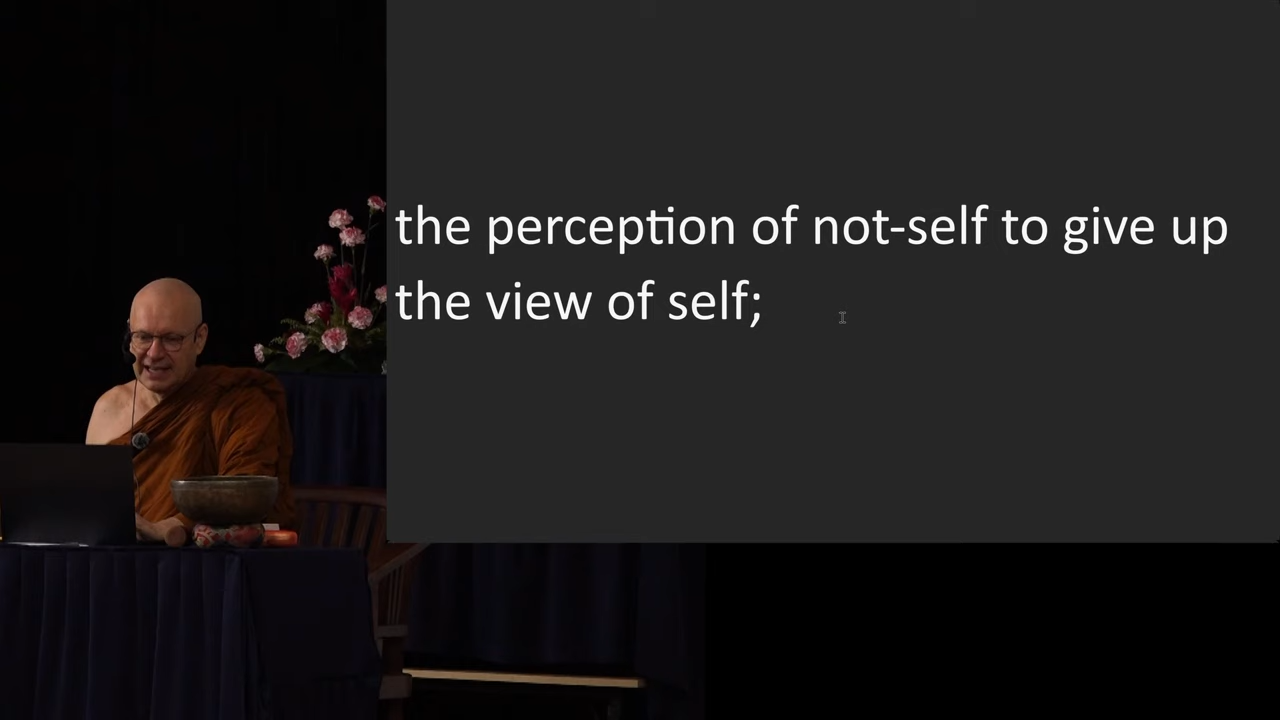 the perception of not-self to give up
the view of self;